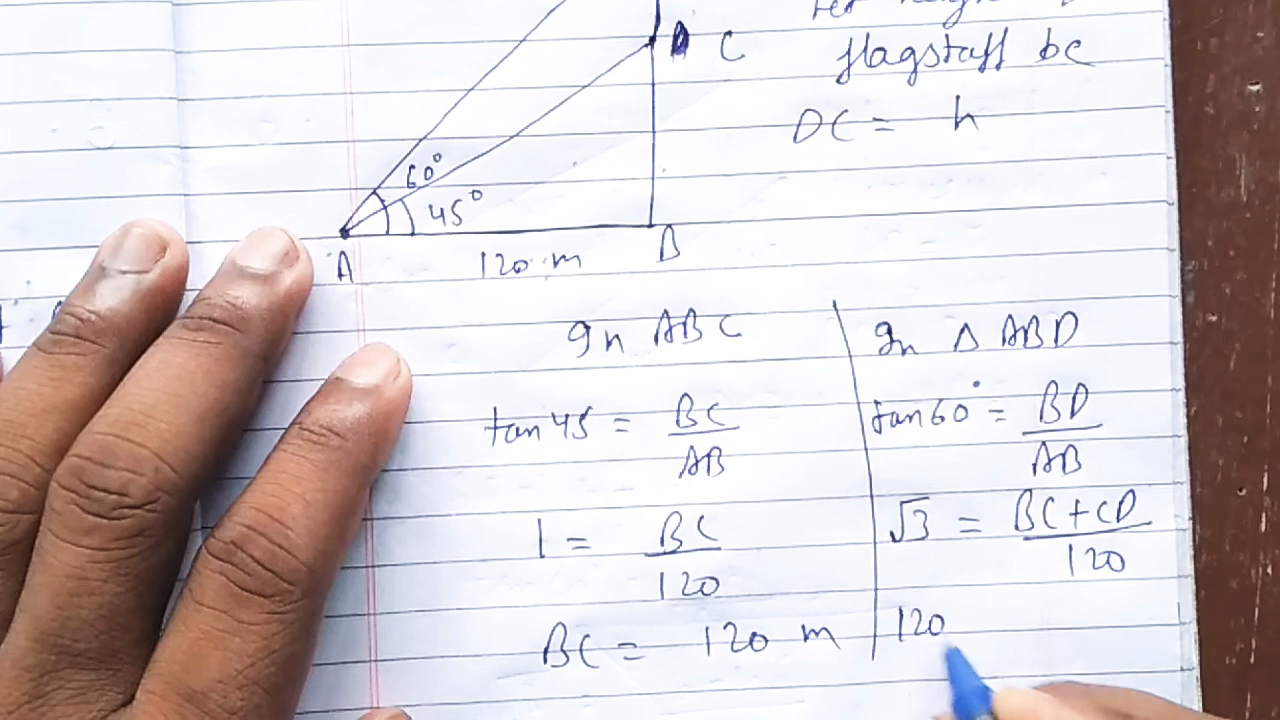 C
flagstaff be
DC = h
60°
45°
A
120 m
B
In ABC
tan 45 = BC/AB
1 = BC/120
BC = 120 m
In Δ ABD
tan 60° = BD/AB
√3 = BC+CD/120
120